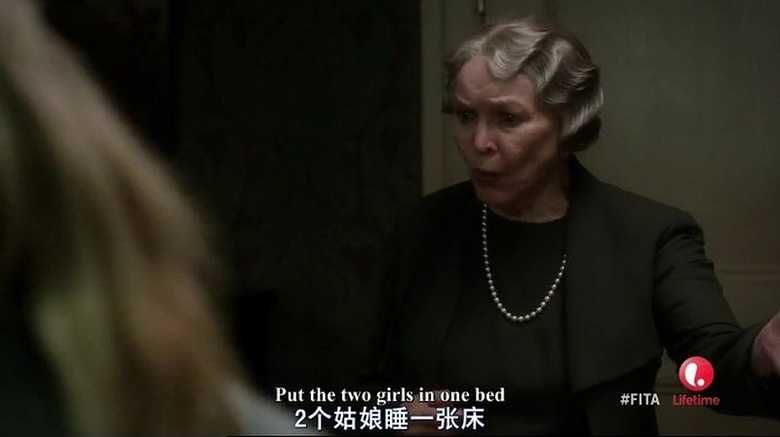 Put the two girls in one bed
2个姑娘睡一张床
#FITA
Lifetime